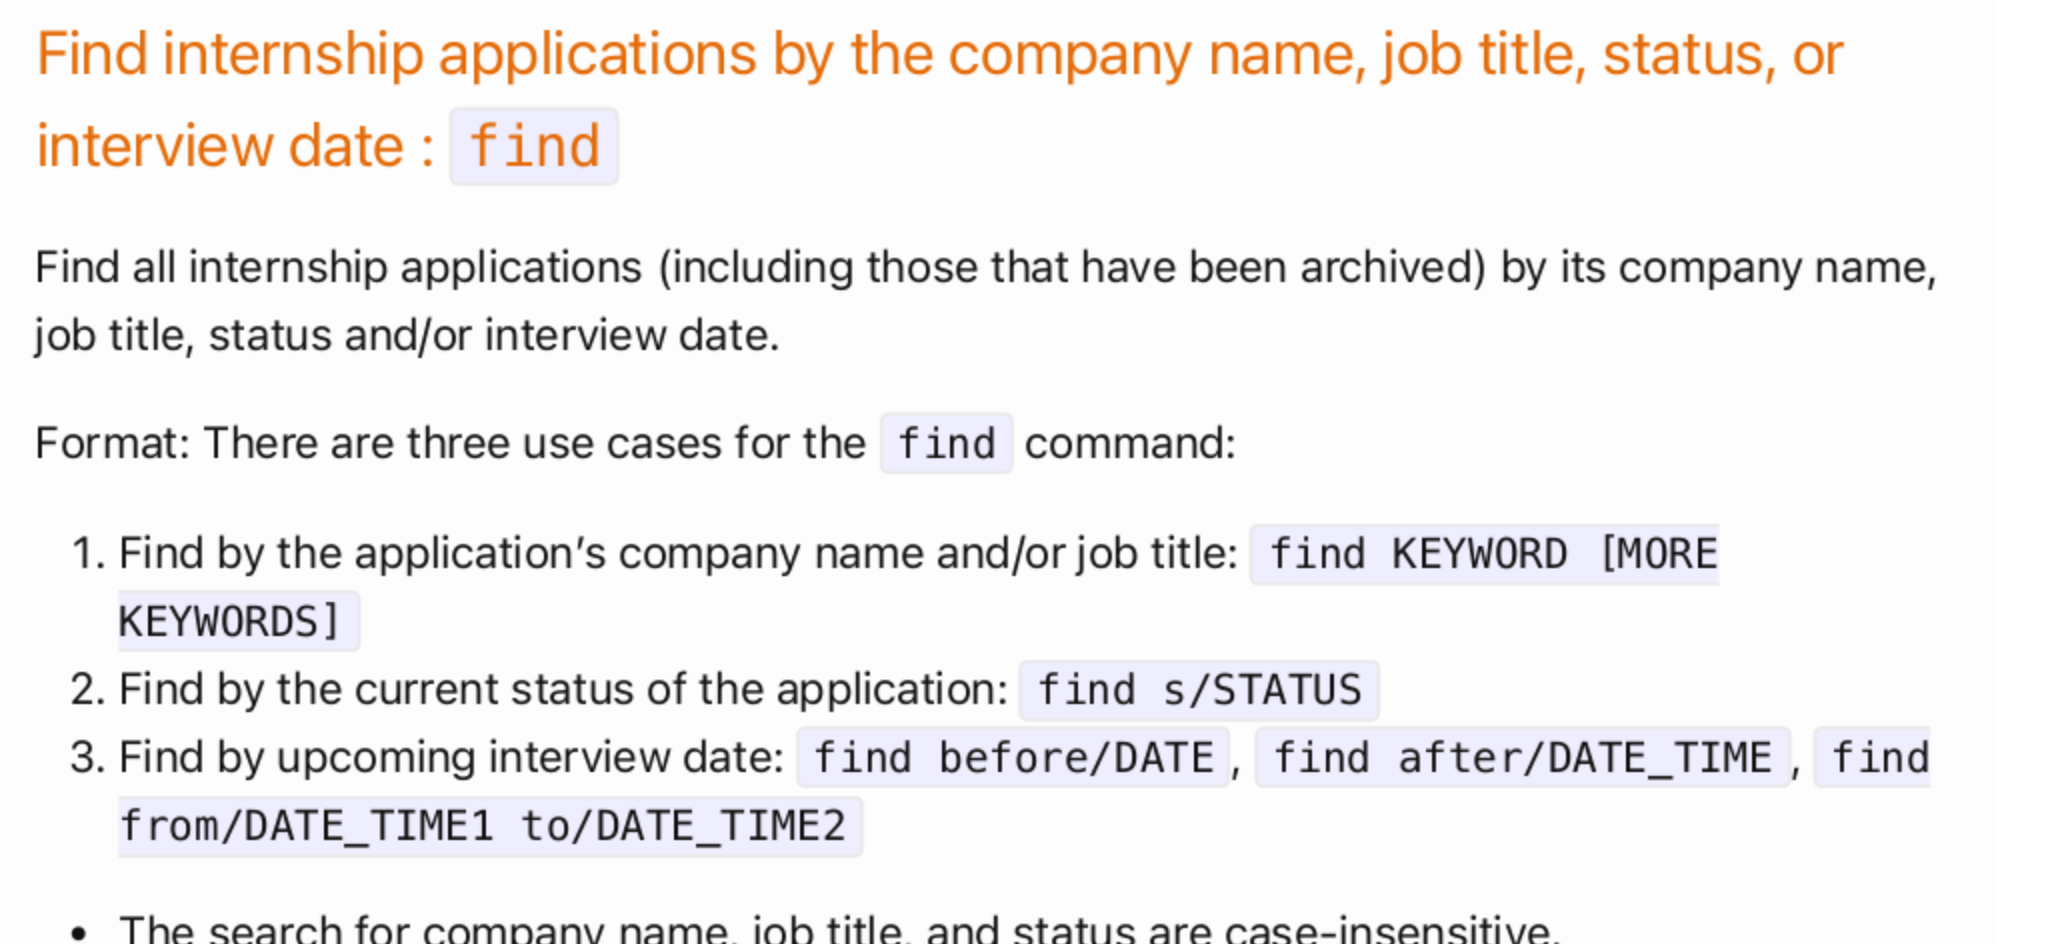 Find internship applications by the company name, job title, status, or
interview date : find
Find all internship applications (including those that have been archived) by its company name,
job title, status and/or interview date.
Format: There are three use cases for the find command:
1. Find by the application’s company name and/or job title: find KEYWORD [MORE
KEYWORDS]
2. Find by the current status of the application: find s/STATUS
3. Find by upcoming interview date: find before/DATE, find after/DATE_TIME, find
from/DATE_TIME1 to/DATE_TIME2
• The search for company name, job title, and status are case-insensitive.